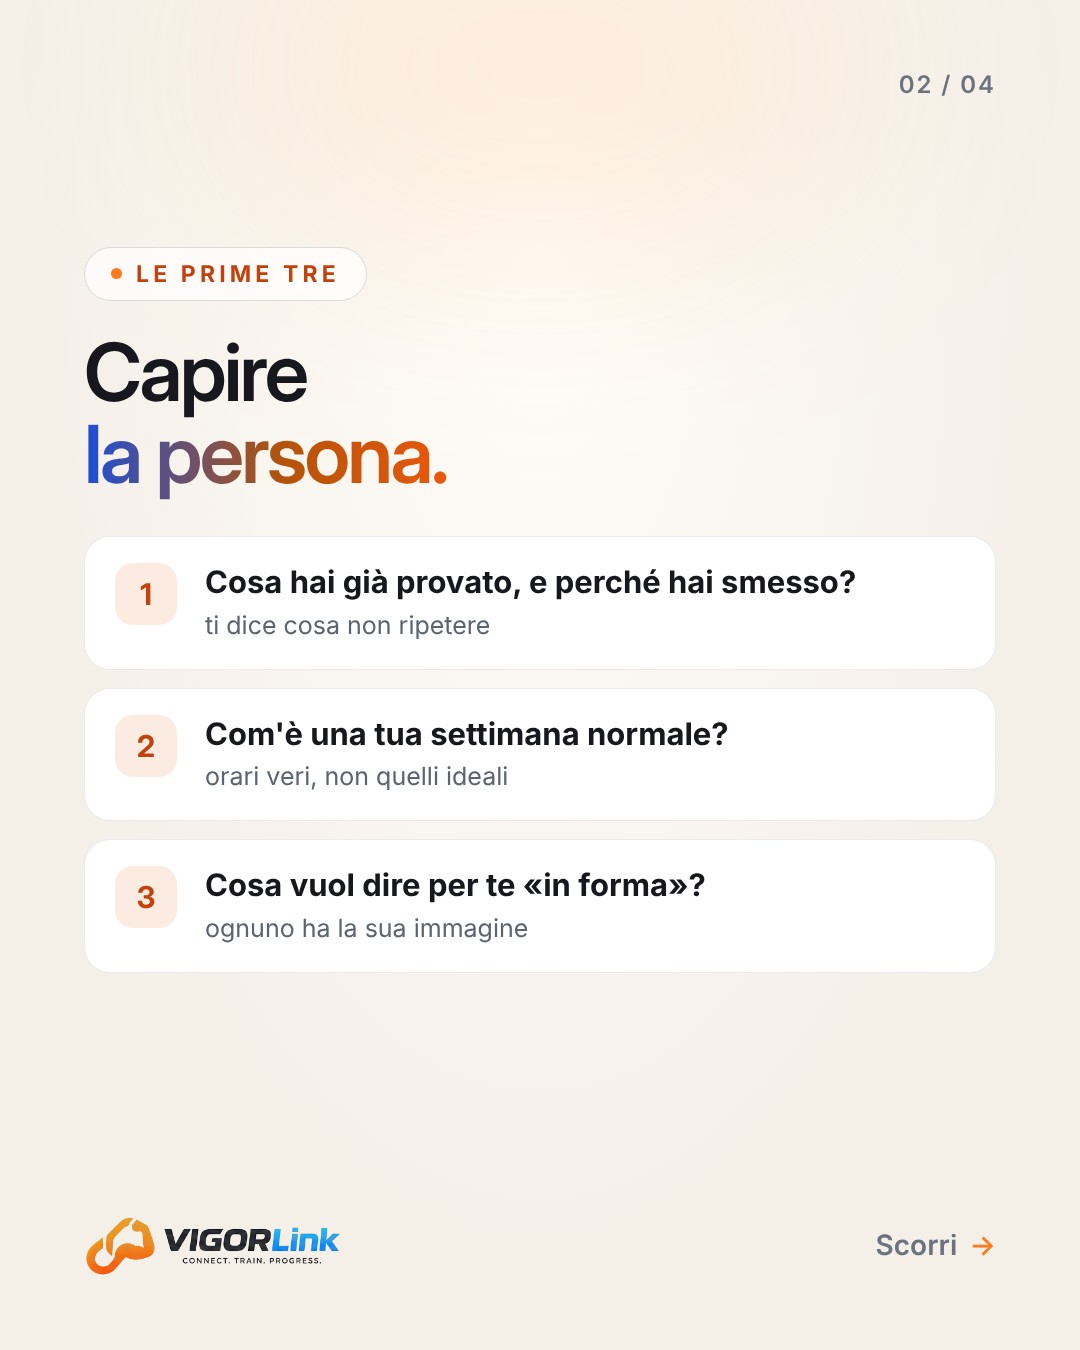 02 / 04
LE PRIME TRE
Capire
la persona.
1
Cosa hai già provato, e perché hai smesso?
ti dice cosa non ripetere
2
Com'è una tua settimana normale?
orari veri, non quelli ideali
3
Cosa vuol dire per te «in forma»?
ognuno ha la sua immagine
VIGORLink
CONNECT. TRAIN. PROGRESS.
Scorri →